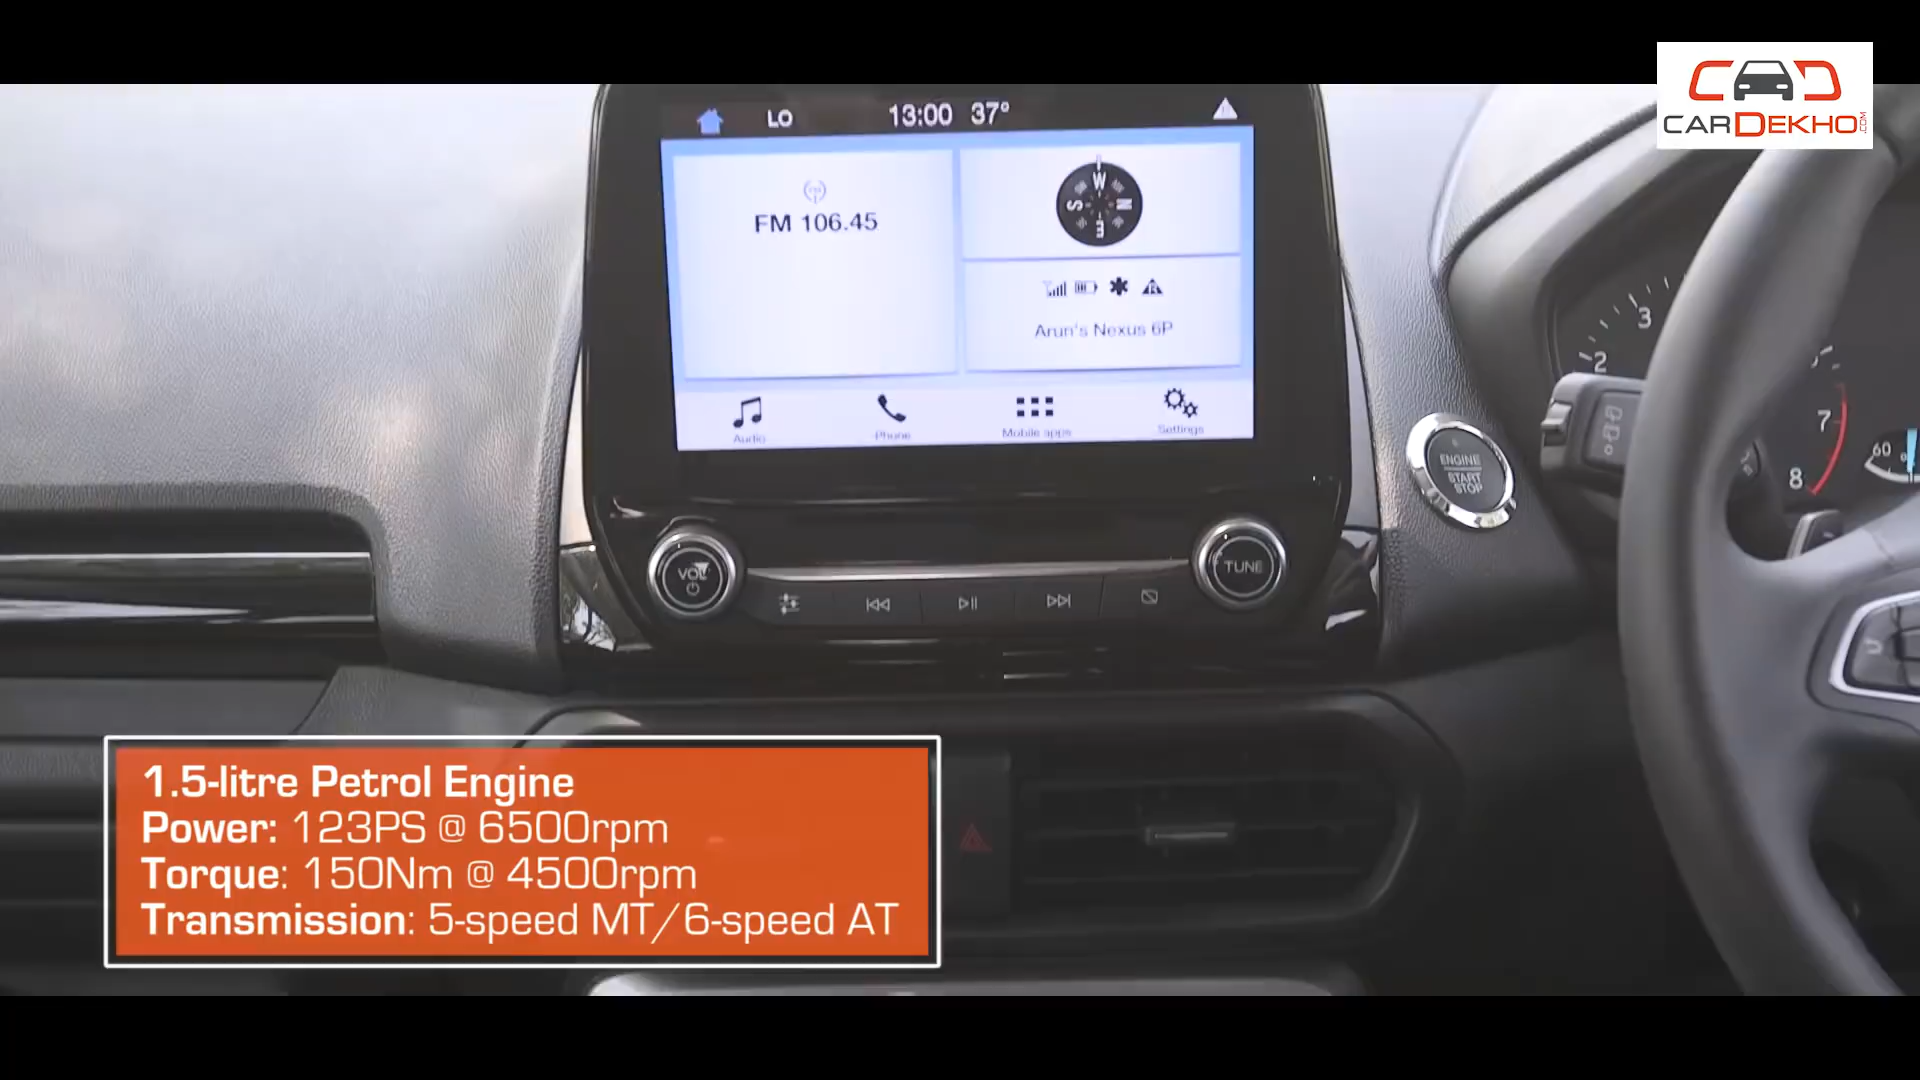 CARDEKHO.COM
LO 13:00 37°
FM 106.45
W
S N
E
Arun's Nexus 6P
Audio Phone Mobile apps Settings
3
2
7
8
60
ENGINE
START
STOP
VOL
TUNE
1.5-litre Petrol Engine
Power: 123PS @ 6500rpm
Torque: 150Nm @ 4500rpm
Transmission: 5-speed MT/6-speed AT